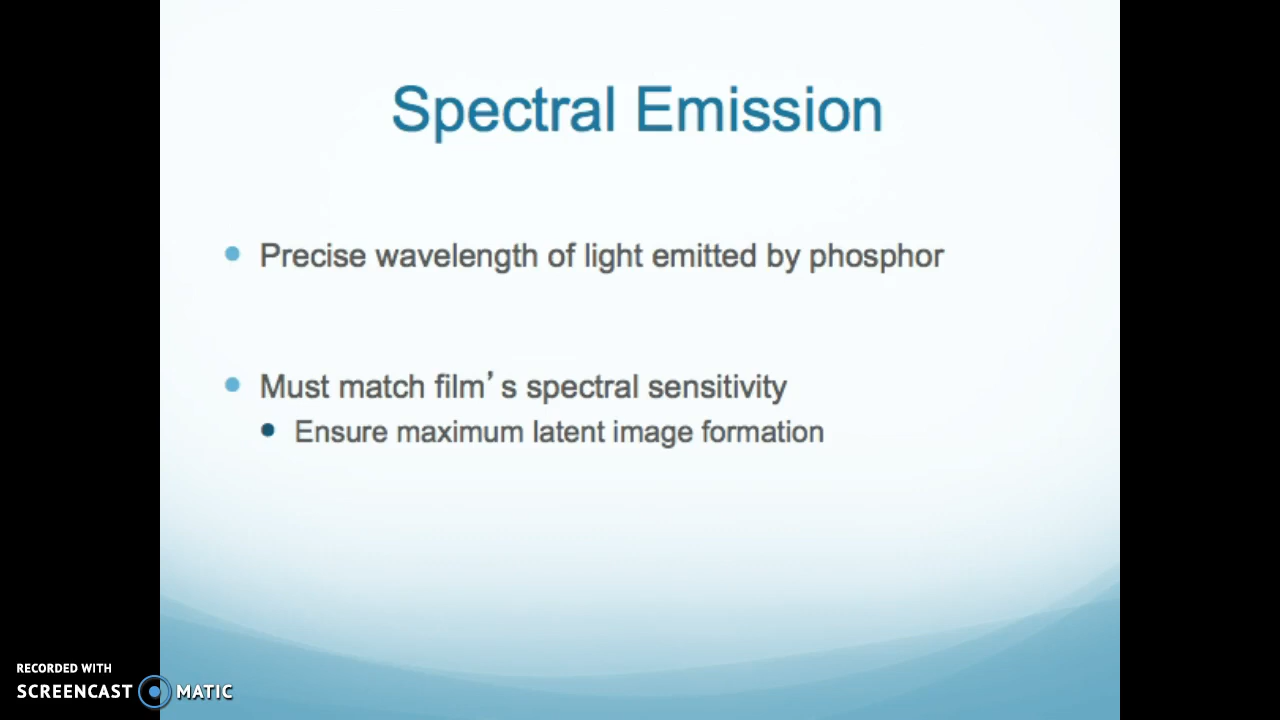 Spectral Emission
Precise wavelength of light emitted by phosphor
Must match film’s spectral sensitivity
Ensure maximum latent image formation
RECORDED WITH
SCREENCAST MATIC